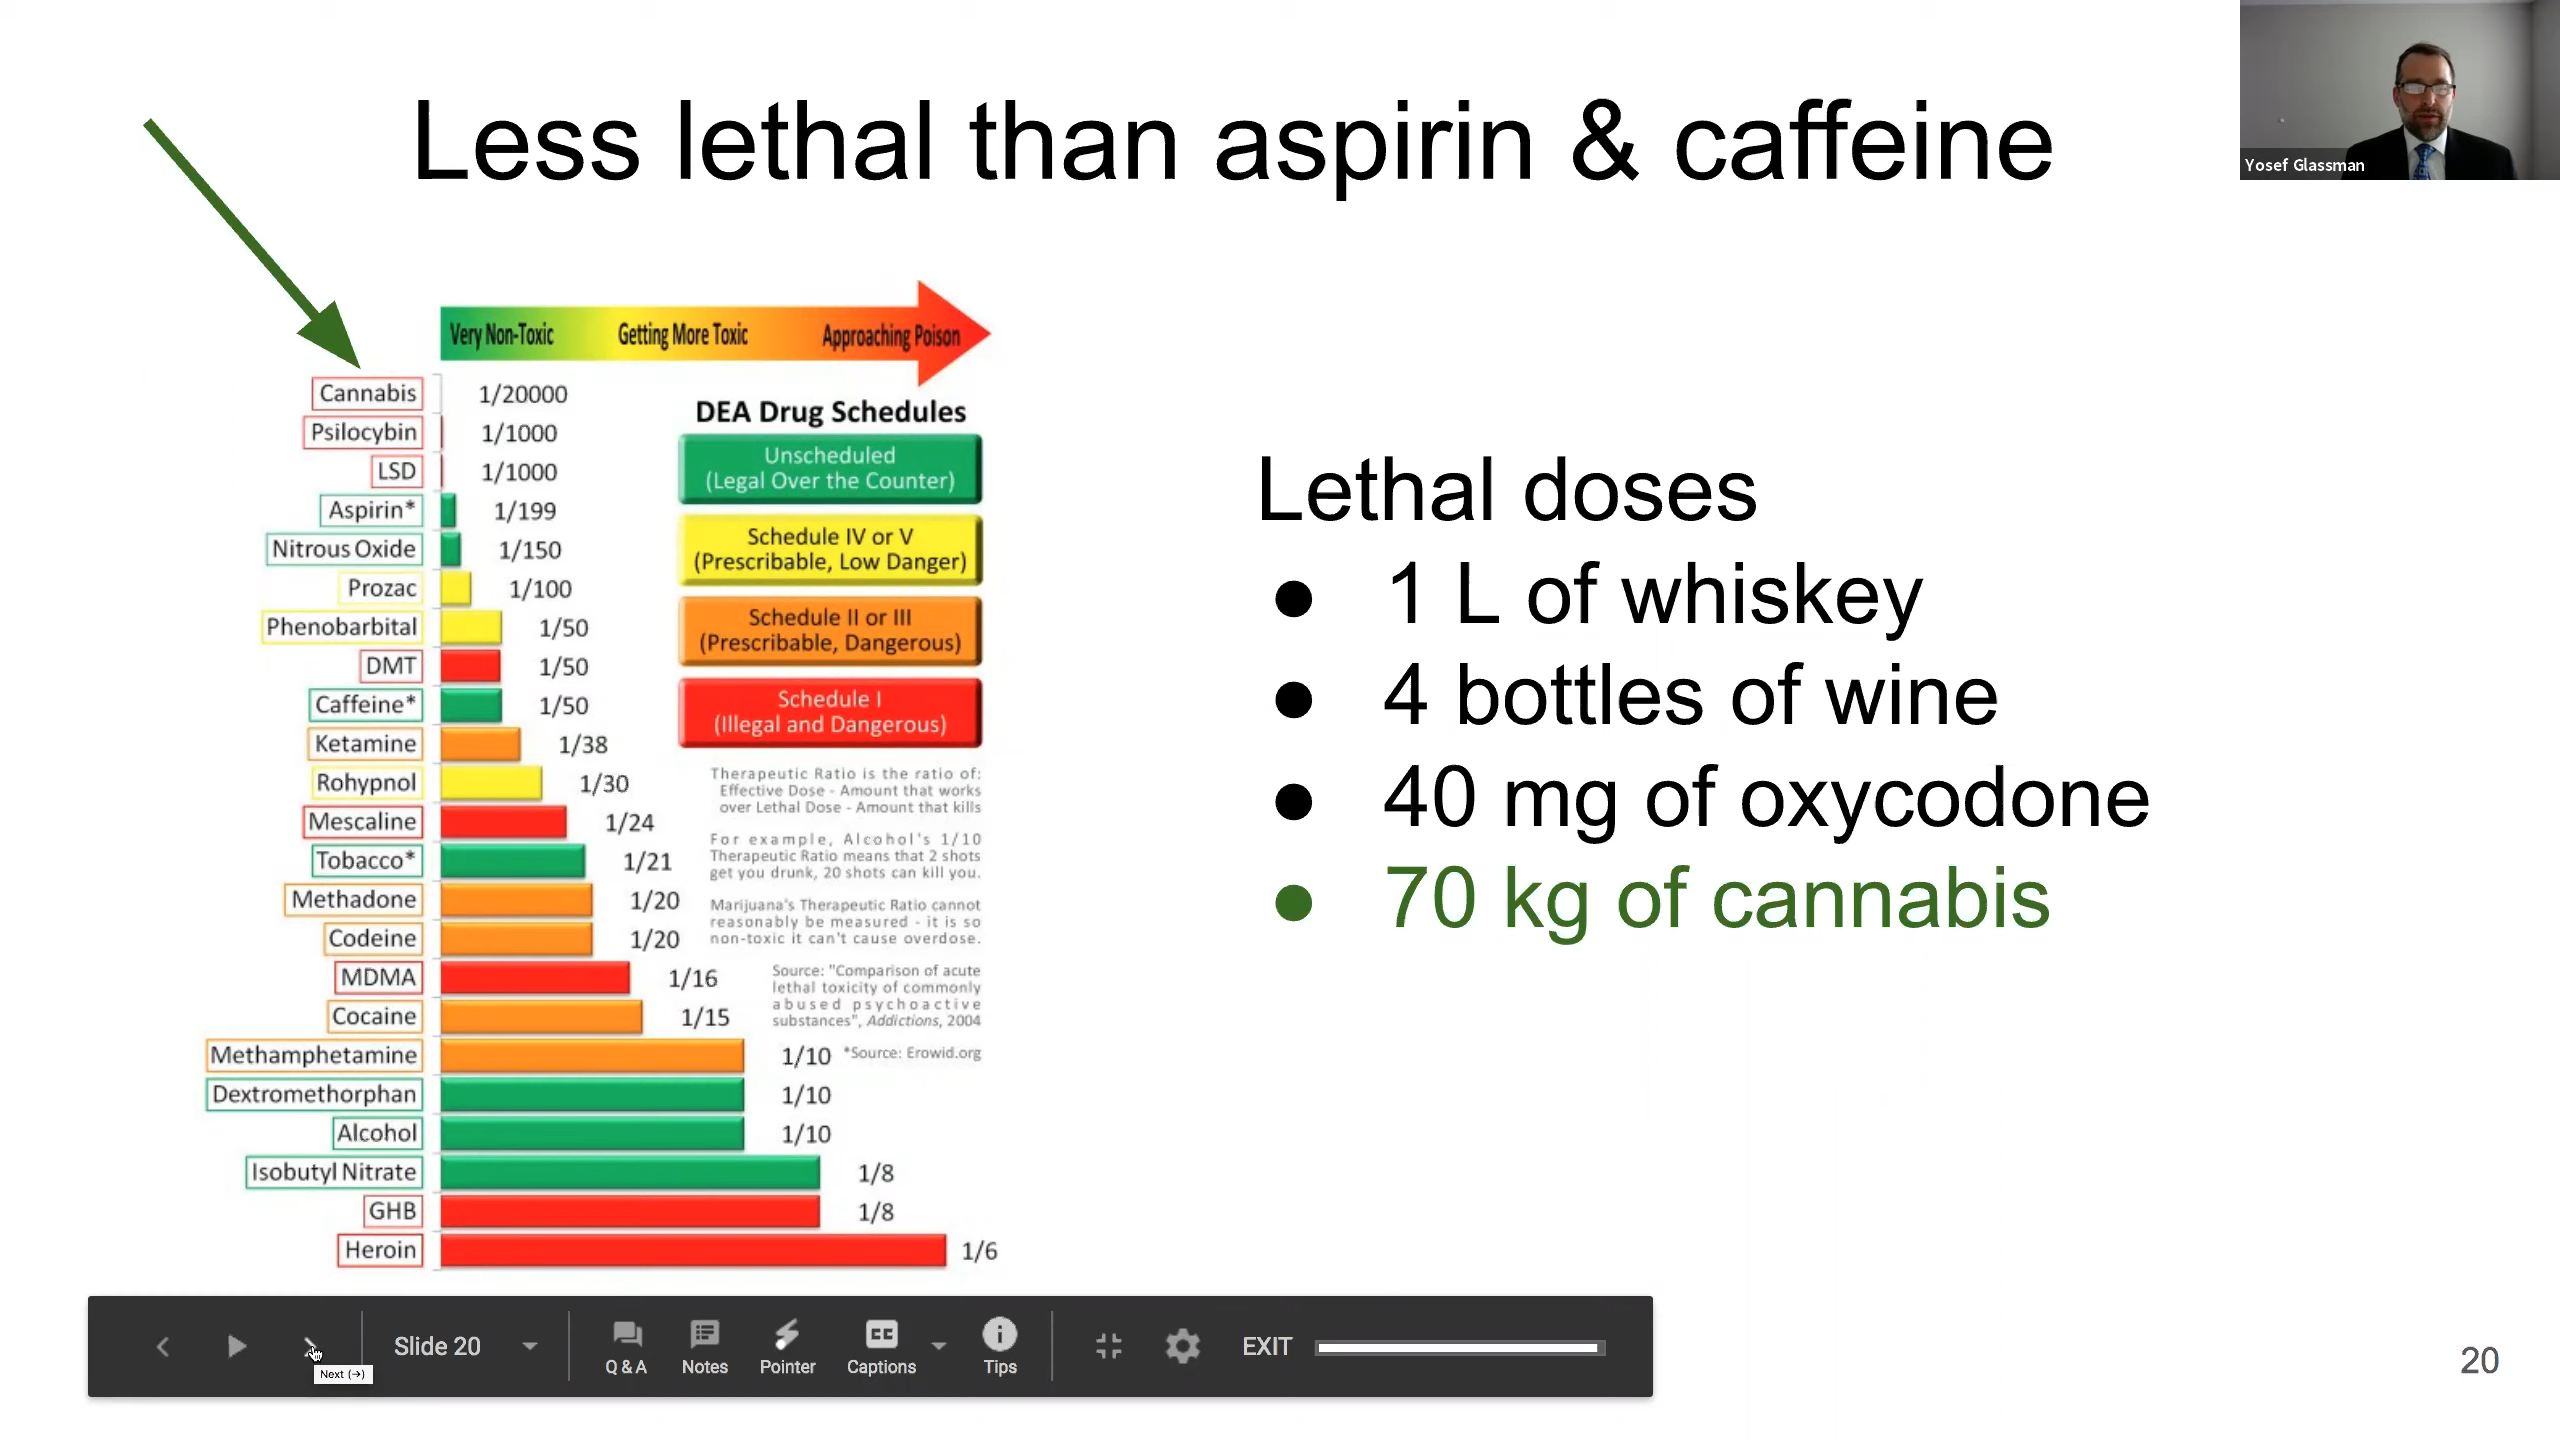 Less lethal than aspirin & caffeine
Yosef Glassman
Very Non-Toxic Getting More Toxic Approaching Poison
Cannabis 1/20000
Psilocybin 1/1000
LSD 1/1000
Aspirin* 1/199
Nitrous Oxide 1/150
Prozac 1/100
Phenobarbital 1/50
DMT 1/50
Caffeine* 1/50
Ketamine 1/38
Rohypnol 1/30
Mescaline 1/24
Tobacco* 1/21
Methadone 1/20
Codeine 1/20
MDMA 1/16
Cocaine 1/15
Methamphetamine 1/10
Dextromethorphan 1/10
Alcohol 1/10
Isobutyl Nitrate 1/8
GHB 1/8
Heroin 1/6
DEA Drug Schedules
Unscheduled
(Legal Over the Counter)
Schedule IV or V
(Prescribable, Low Danger)
Schedule II or III
(Prescribable, Dangerous)
Schedule I
(Illegal and Dangerous)
Therapeutic Ratio is the ratio of:
Effective Dose - Amount that works
over Lethal Dose - Amount that kills
For example, Alcohol's 1/10
Therapeutic Ratio means that 2 shots
get you drunk, 20 shots can kill you.
Marijuana's Therapeutic Ratio cannot
reasonably be measured - it is so
non-toxic it can't cause overdose.
Source: "Comparison of acute
lethal toxicity of commonly
abused psychoactive
substances", Addictions, 2004
*Source: Erowid.org
Lethal doses
● 1 L of whiskey
● 4 bottles of wine
● 40 mg of oxycodone
● 70 kg of cannabis
Slide 20
Q & A Notes Pointer CC Captions Tips EXIT
Next (→)
20